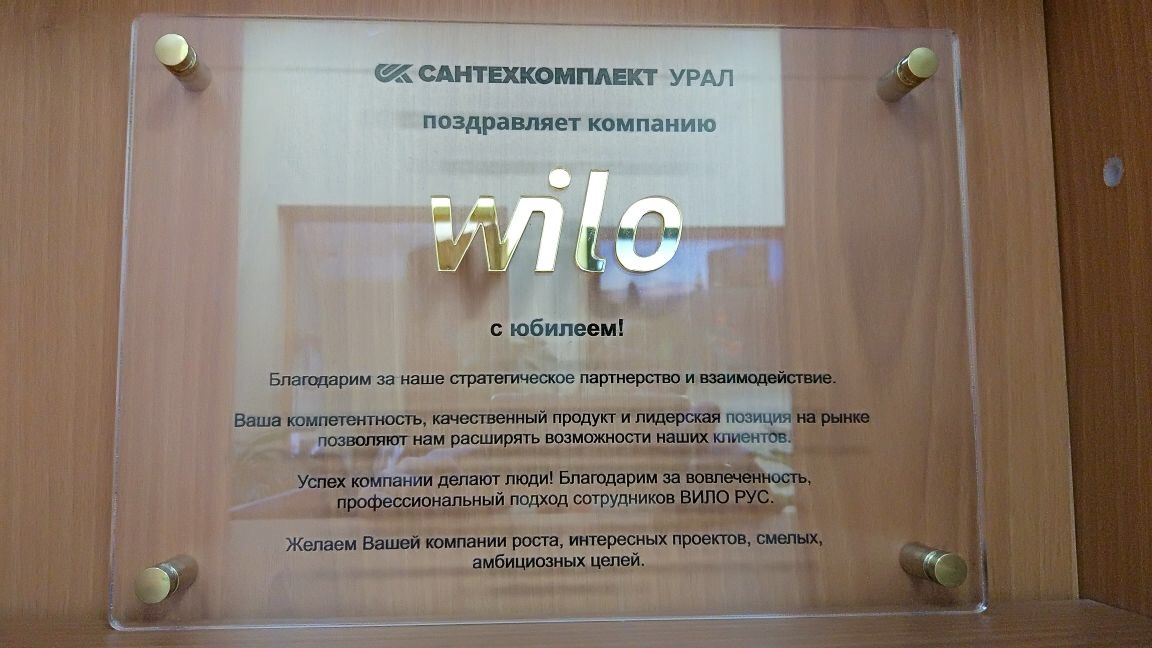 САНТЕХКОМПЛЕКТ УРАЛ
поздравляет компанию
wilo
с юбилеем!
Благодарим за наше стратегическое партнерство и взаимодействие.
Ваша компетентность, качественный продукт и лидерская позиция на рынке
позволяют нам расширять возможности наших клиентов.
Успех компании делают люди! Благодарим за вовлеченность,
профессиональный подход сотрудников ВИЛО РУС.
Желаем Вашей компании роста, интересных проектов, смелых,
амбициозных целей.